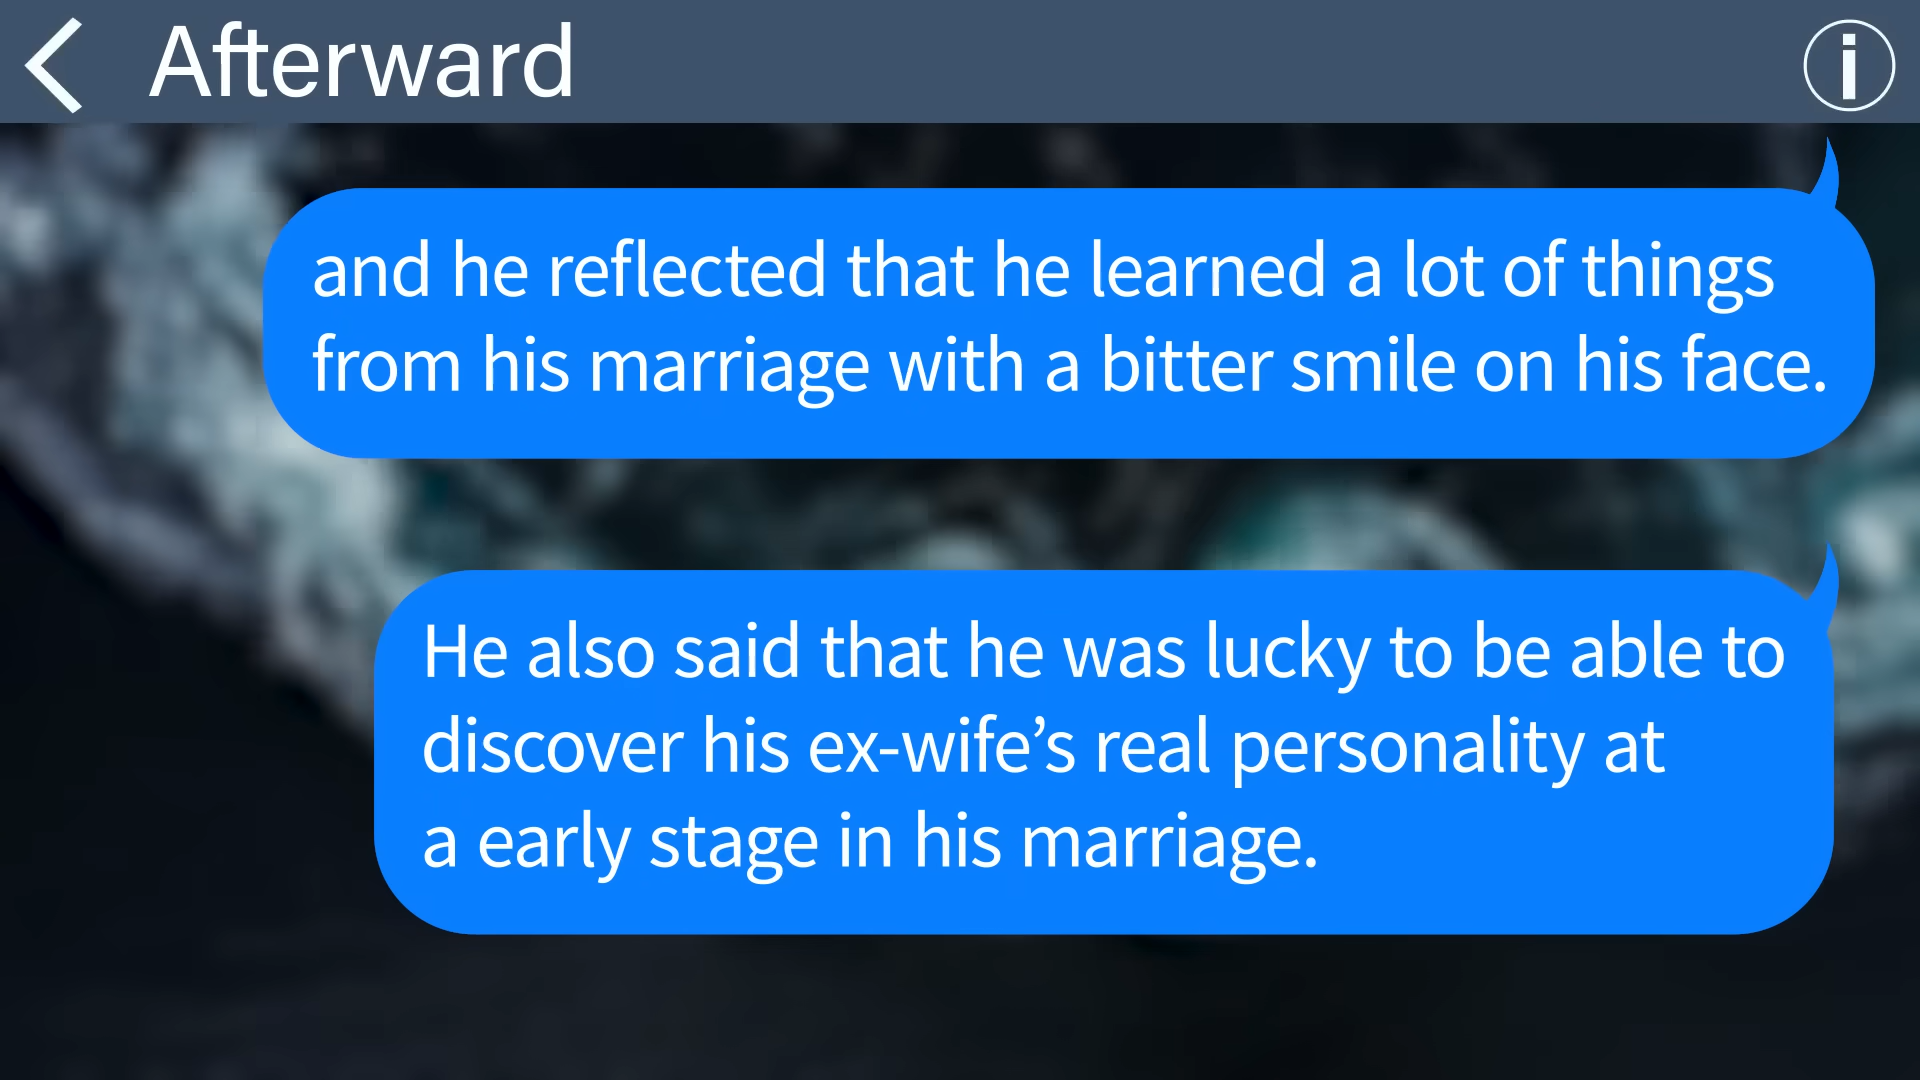 Afterward
and he reflected that he learned a lot of things
from his marriage with a bitter smile on his face.
He also said that he was lucky to be able to
discover his ex-wife’s real personality at
a early stage in his marriage.